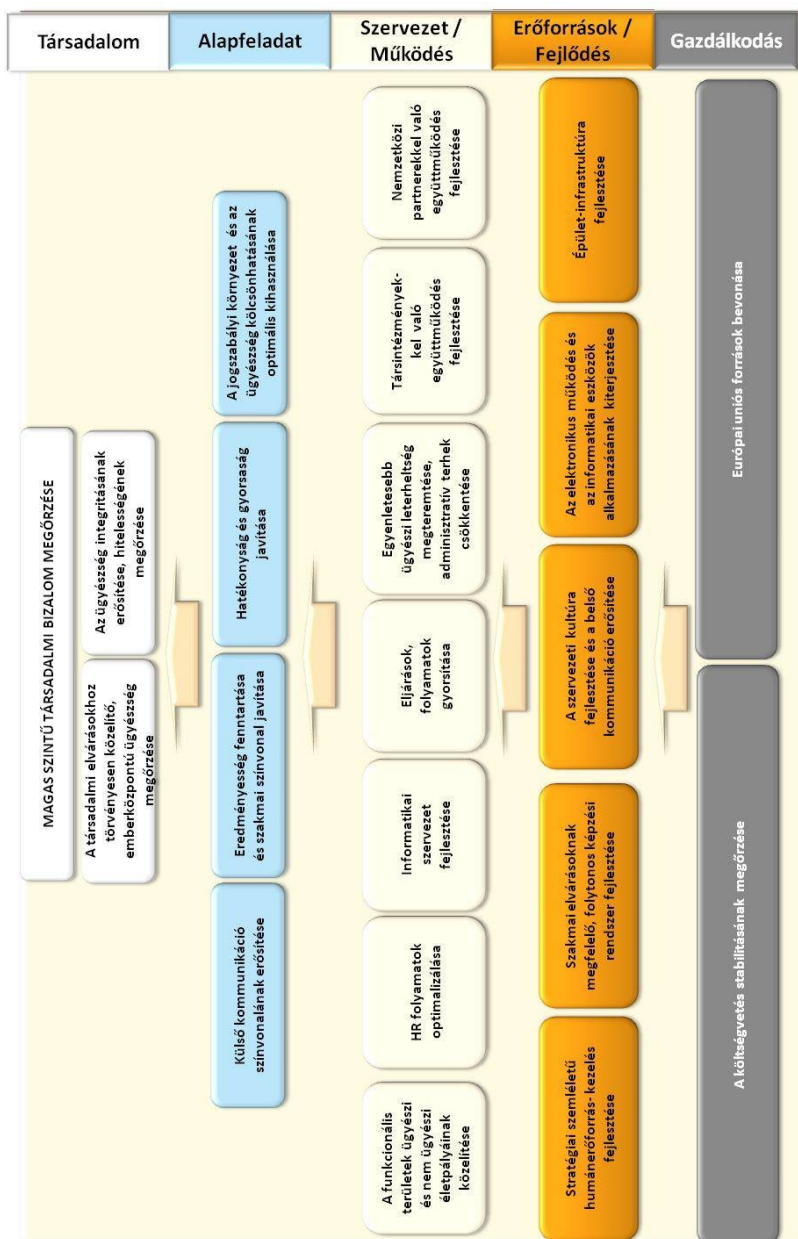 Társadalom
MAGAS SZINTŰ TÁRSADALMI BIZALOM MEGŐRZÉSE
A társadalmi elvárásokhoz
törvényesen közelítő,
emberközpontú ügyészség
megőrzése
Az ügyészség integritásának
erősítése, hitelességének
megőrzése
Alapfeladat
Külső kommunikáció
színvonalának erősítése
Eredményesség fenntartása
és szakmai színvonal javítása
Hatékonyság és gyorsaság
javítása
A jogszabályi környezet és az
ügyészség kölcsönhatásának
optimális kihasználása
Szervezet /
Működés
A funkcionális
területek ügyészi
és nem ügyészi
életpályáinak
közelítése
HR folyamatok
optimalizálása
Informatikai
szervezet
fejlesztése
Eljárások,
folyamatok
gyorsítása
Egyenletesebb
ügyészi leterheltség
megteremtése,
adminisztratív terhek
csökkentése
Társintézmények-
kel való
együttműködés
fejlesztése
Nemzetközi
partnerekkel való
együttműködés
fejlesztése
Erőforrások /
Fejlődés
Stratégiai szemléletű
humánerőforrás- kezelés
fejlesztése
Szakmai elvárásoknak
megfelelő, folytonos képzési
rendszer fejlesztése
A szervezeti kultúra
fejlesztése és a belső
kommunikáció erősítése
Az elektronikus működés és
az informatikai eszközök
alkalmazásának kiterjesztése
Épület-infrastruktúra
fejlesztése
Gazdálkodás
A költségvetés stabilitásának megőrzése
Európai uniós források bevonása